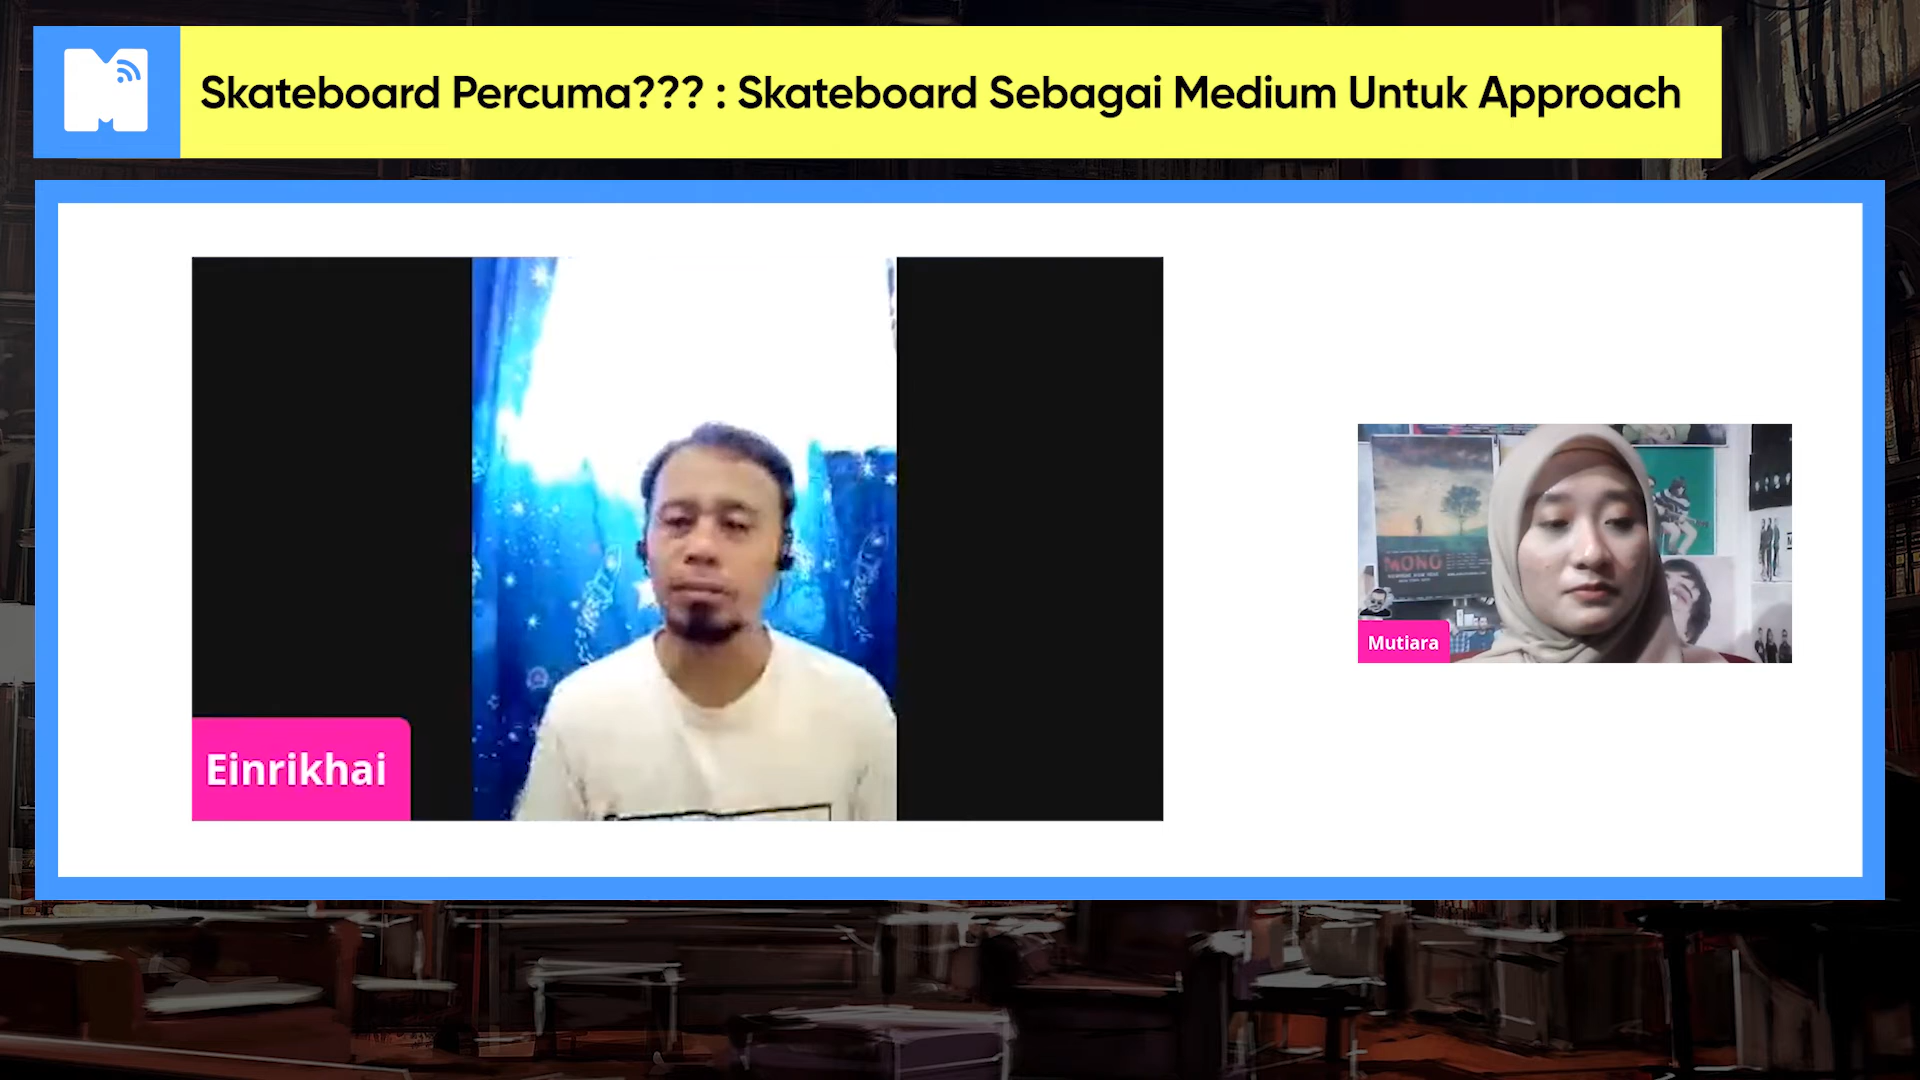 Skateboard Percuma??? : Skateboard Sebagai Medium Untuk Approach
Einrikhai
MONO
Mutiara